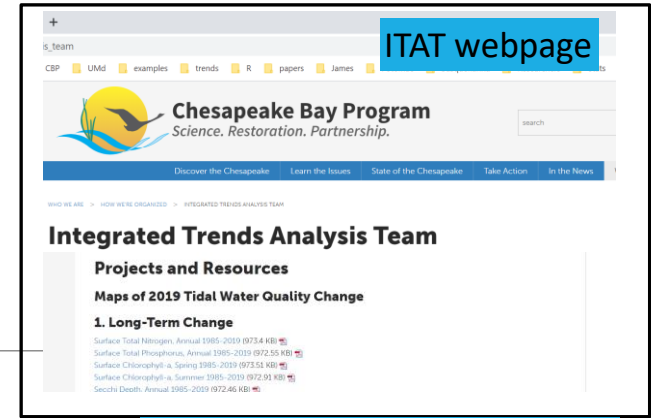 +
ITAT webpage
s_team
CBP UMd examples trends R papers James
Chesapeake Bay Program
Science. Restoration. Partnership.
search
Discover the Chesapeake Learn the Issues State of the Chesapeake Take Action In the News
WHO WE ARE > HOW WE'RE ORGANIZED > INTEGRATED TRENDS ANALYSIS TEAM
Integrated Trends Analysis Team
Projects and Resources
Maps of 2019 Tidal Water Quality Change
1. Long-Term Change
Surface Total Nitrogen, Annual 1985-2019 (973.4 KB)
Surface Total Phosphorus, Annual 1985-2019 (972.55 KB)
Surface Chlorophyll-a, Spring 1985-2019 (973.51 KB)
Surface Chlorophyll-a, Summer 1985-2019 (972.91 KB)
Secchi Depth, Annual 1985-2019 (972.46 KB)